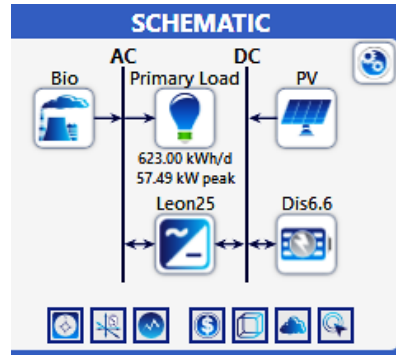 SCHEMATIC
AC DC
Bio Primary Load PV
623.00 kWh/d
57.49 kW peak
Leon25 Dis6.6